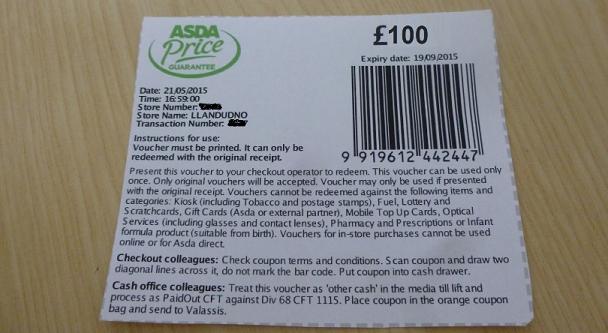 ASDA
Price
GUARANTEE
£100
Expiry date: 19/09/2015
Date: 21/05/2015
Time: 16:59:00
Store Number:
Store Name: LLANDUDNO
Transaction Number:
Instructions for use:
Voucher must be printed. It can only be
redeemed with the original receipt.
9 919612 442447
Present this voucher to your checkout operator to redeem. This voucher can be used only
once. Only original vouchers will be accepted. Voucher may only be used if presented
with the original receipt. Vouchers cannot be redeemed against the following items and
categories: Kiosk (including Tobacco and postage stamps), Fuel, Lottery and
Scratchcards, Gift Cards (Asda or external partner), Mobile Top Up Cards, Optical
Services (including glasses and contact lenses), Pharmacy and Prescriptions or Infant
formula product (suitable from birth). Vouchers for in-store purchases cannot be used
online or for Asda direct.
Checkout colleagues: Check coupon terms and conditions. Scan coupon and draw two
diagonal lines across it, do not mark the bar code. Put coupon into cash drawer.
Cash office colleagues: Treat this voucher as 'other cash' in the media till lift and
process as PaidOut CFT against Div 68 CFT 1115. Place coupon in the orange coupon
bag and send to Valassis.